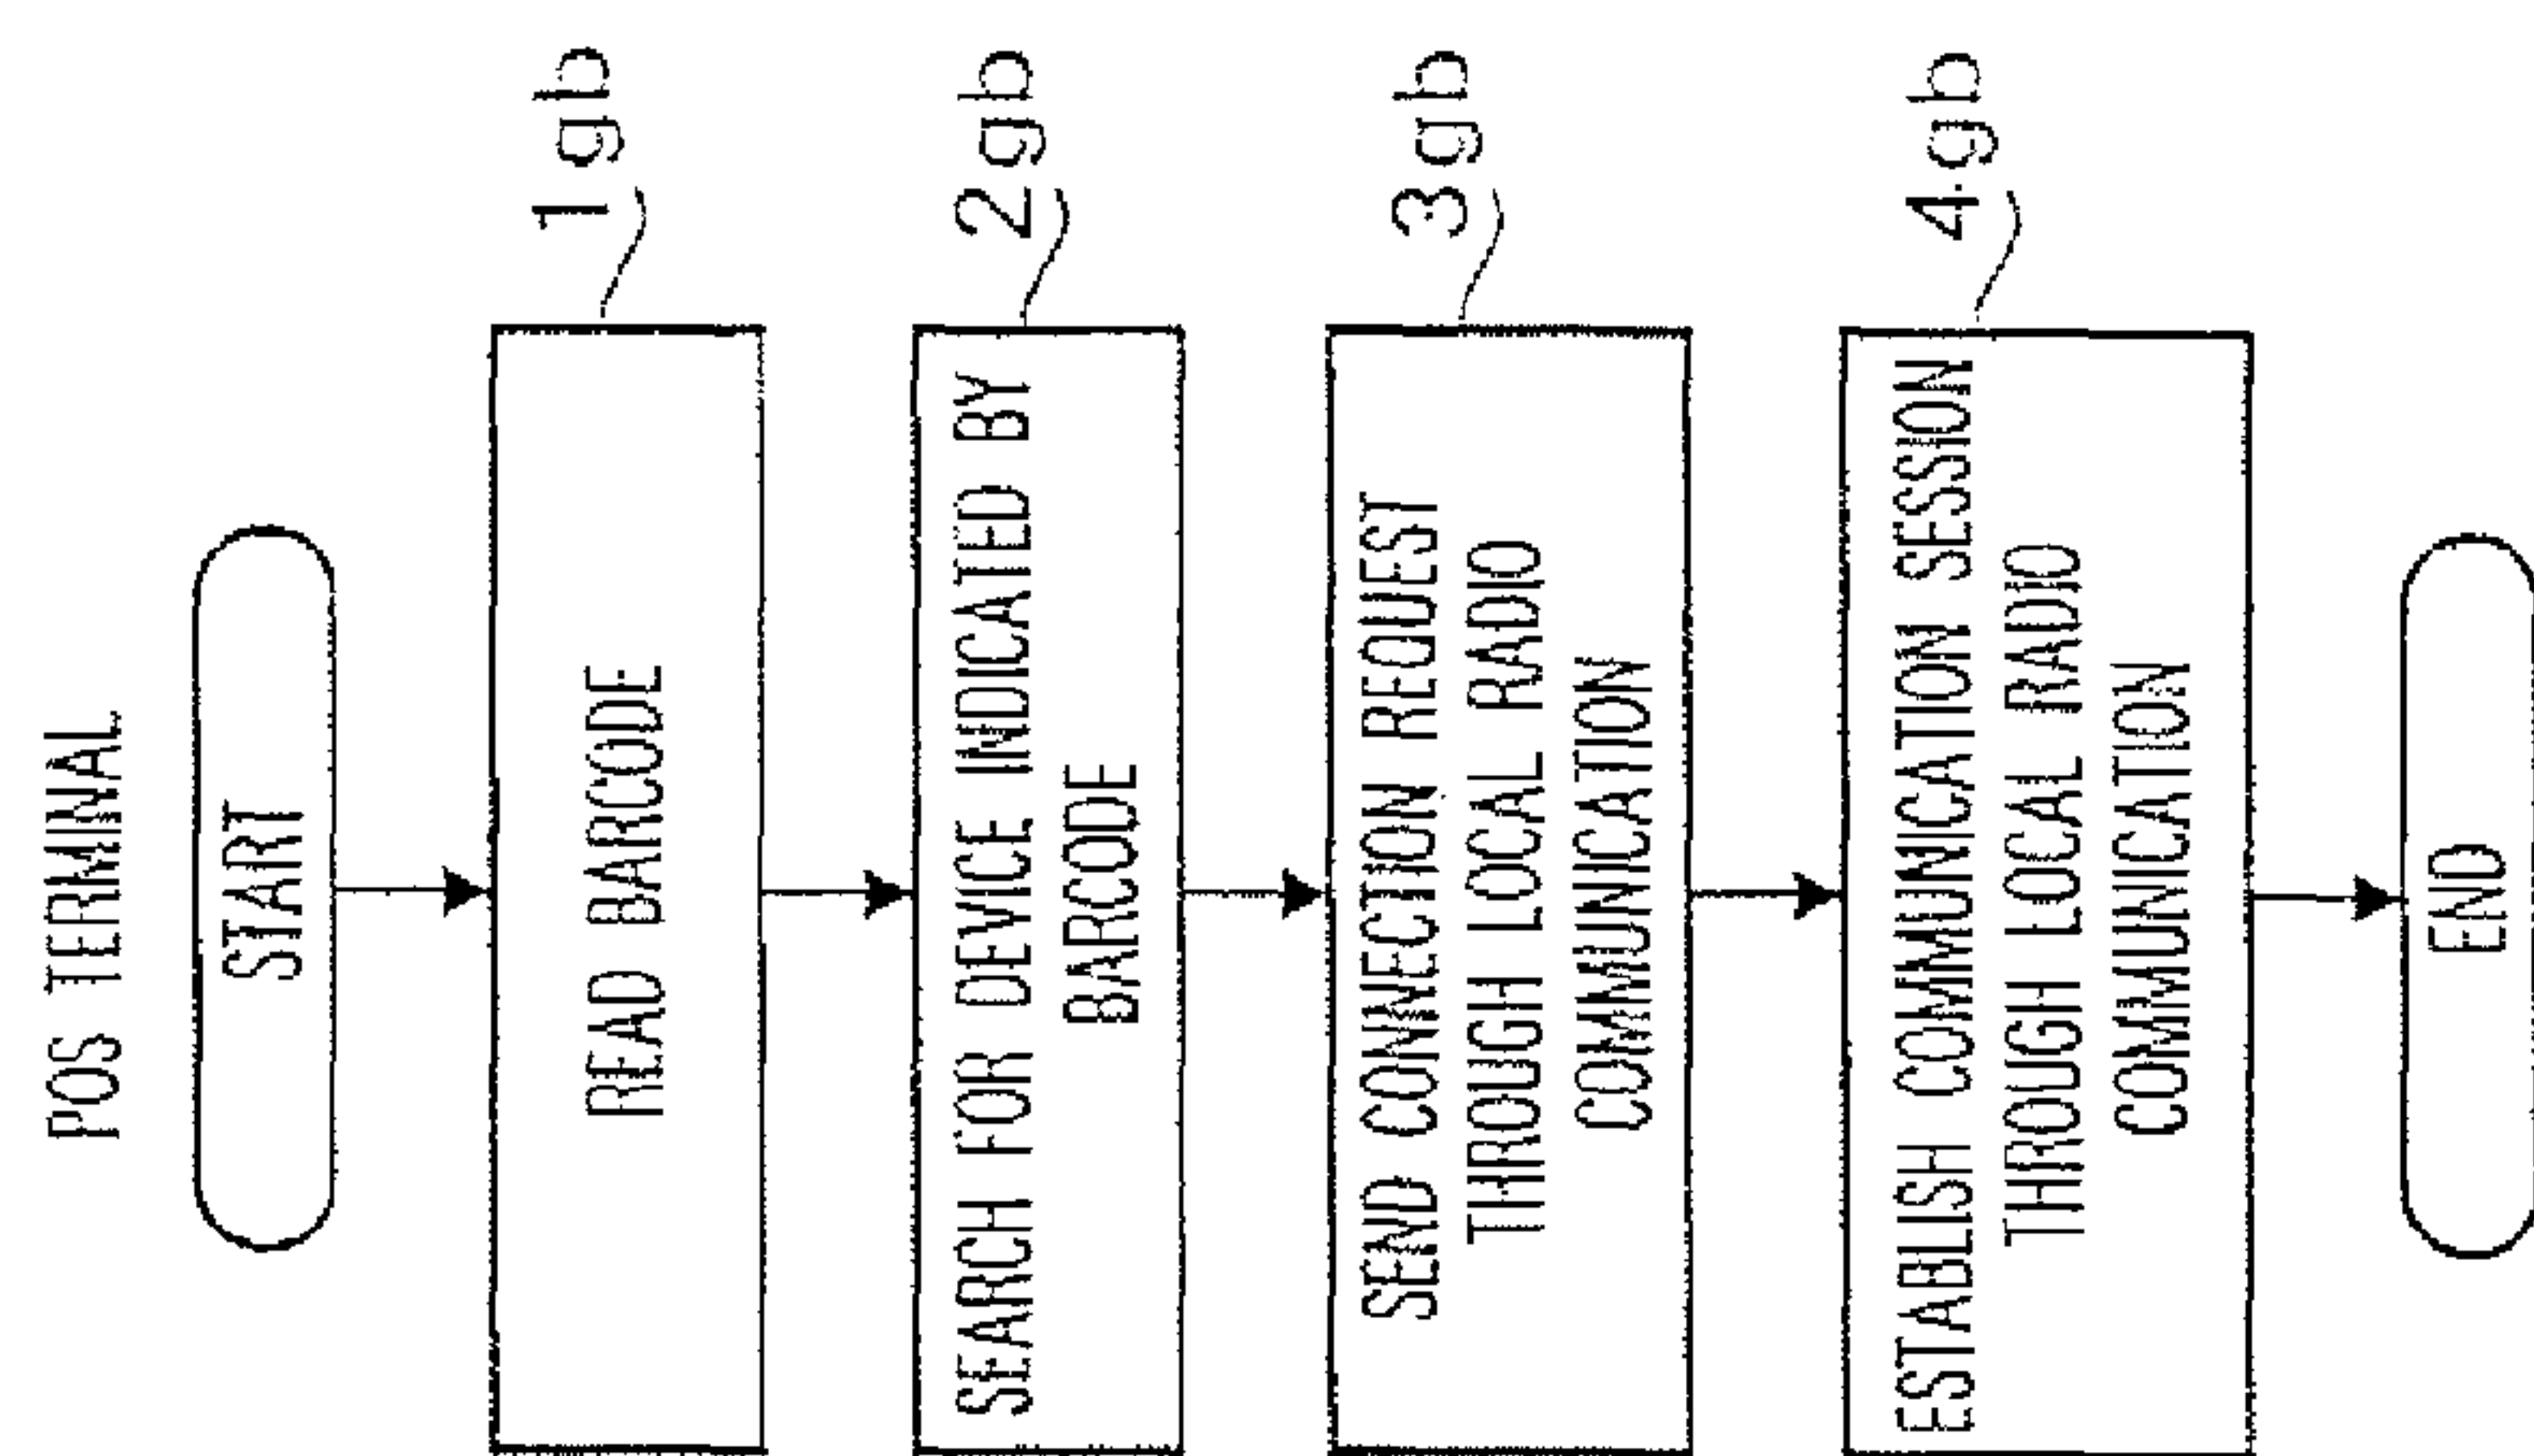 POS TERMINAL
START
READ BARCODE
1gb
SEARCH FOR DEVICE INDICATED BY
BARCODE
2gb
SEND CONNECTION REQUEST
THROUGH LOCAL RADIO
COMMUNICATION
3gb
ESTABLISH COMMUNICATION SESSION
THROUGH LOCAL RADIO
COMMUNICATION
4gb
END